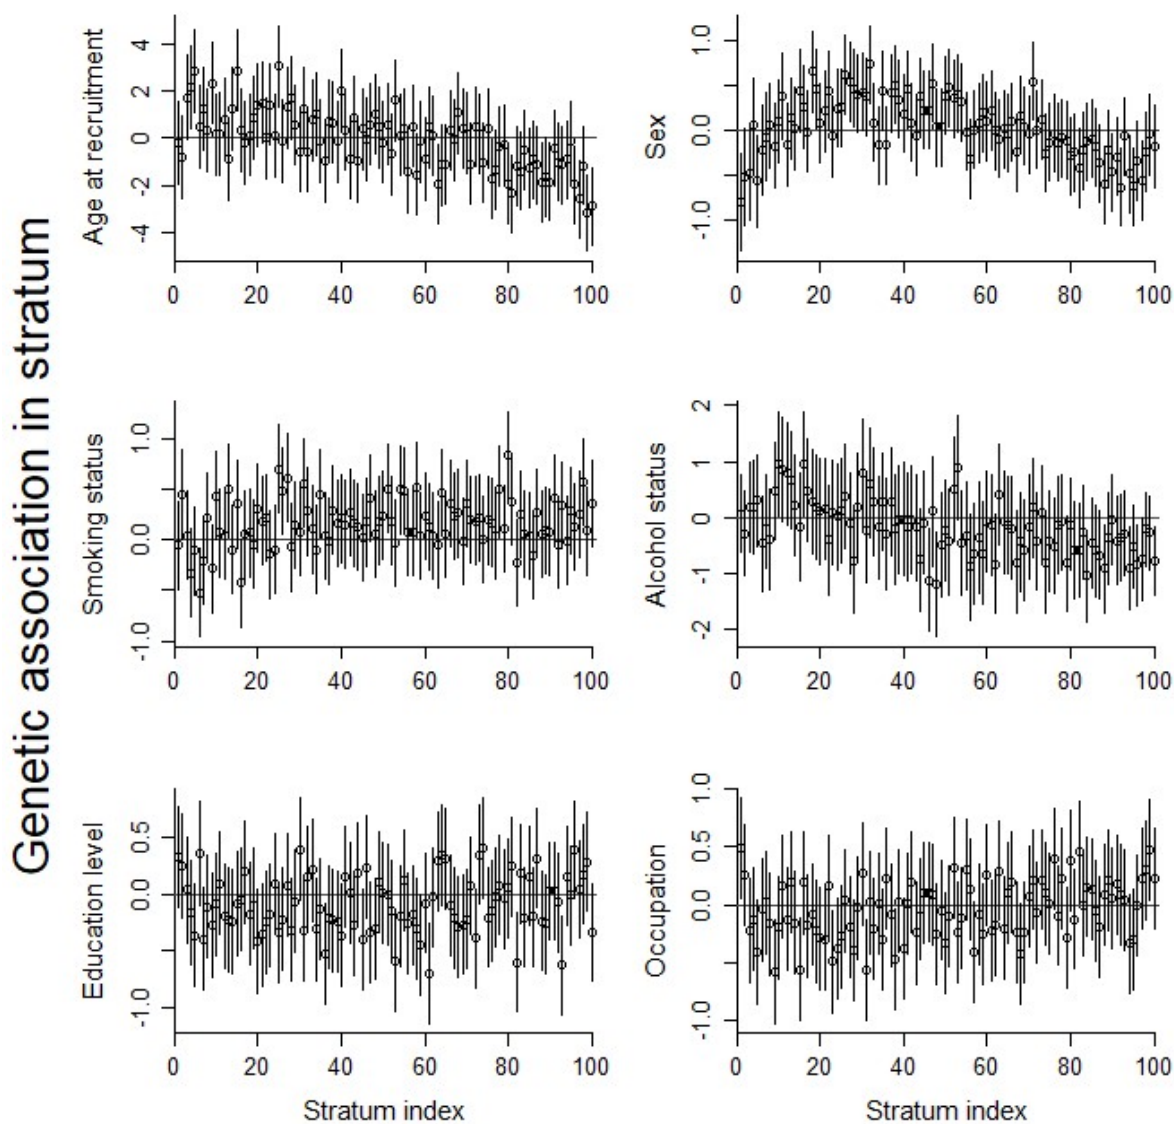 Genetic association in stratum
Age at recruitment
4
2
0
-2
-4
0 20 40 60 80 100
Sex
1.0
0.0
-1.0
0 20 40 60 80 100
Smoking status
1.0
0.0
-1.0
0 20 40 60 80 100
Alcohol status
2
1
0
-1
-2
0 20 40 60 80 100
Education level
0.5
0.0
-1.0
0 20 40 60 80 100
Stratum index
Occupation
1.0
0.5
0.0
-1.0
0 20 40 60 80 100
Stratum index